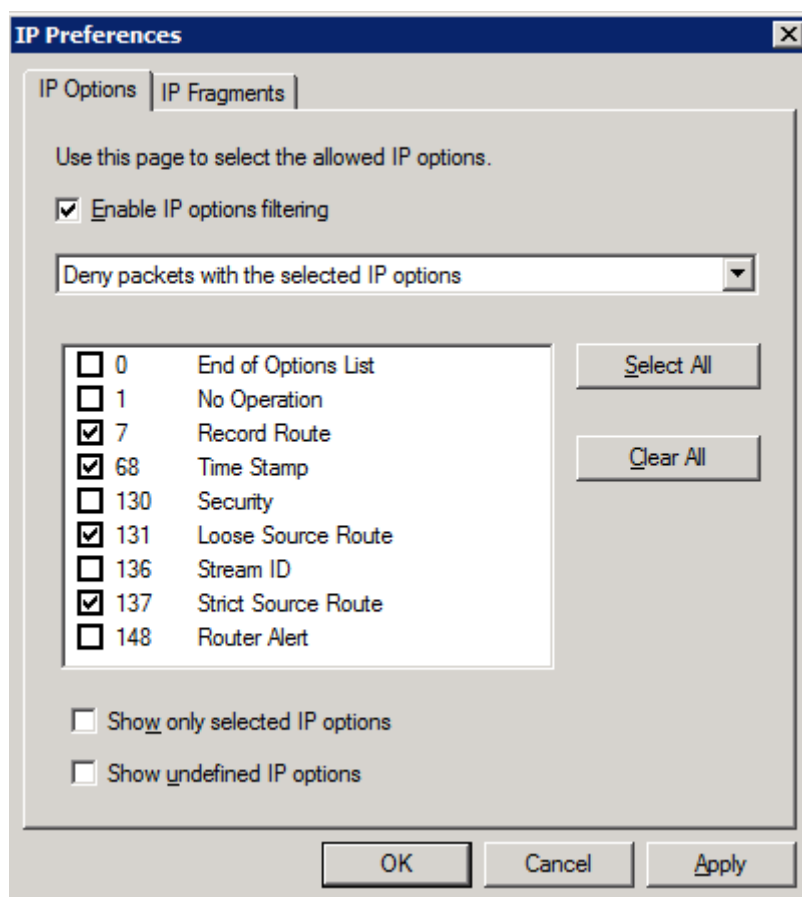 IP Preferences
IP Options
IP Fragments
Use this page to select the allowed IP options.
Enable IP options filtering
Deny packets with the selected IP options
0 End of Options List
1 No Operation
7 Record Route
68 Time Stamp
130 Security
131 Loose Source Route
136 Stream ID
137 Strict Source Route
148 Router Alert
Select All
Clear All
Show only selected IP options
Show undefined IP options
OK
Cancel
Apply